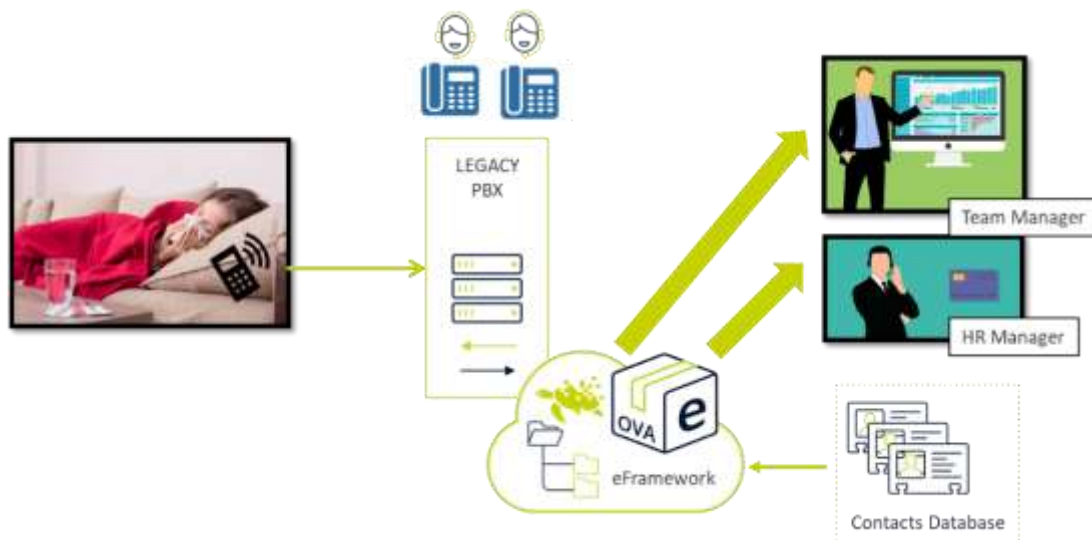 LEGACY
PBX
Team Manager
HR Manager
OVA
e
eFramework
Contacts Database